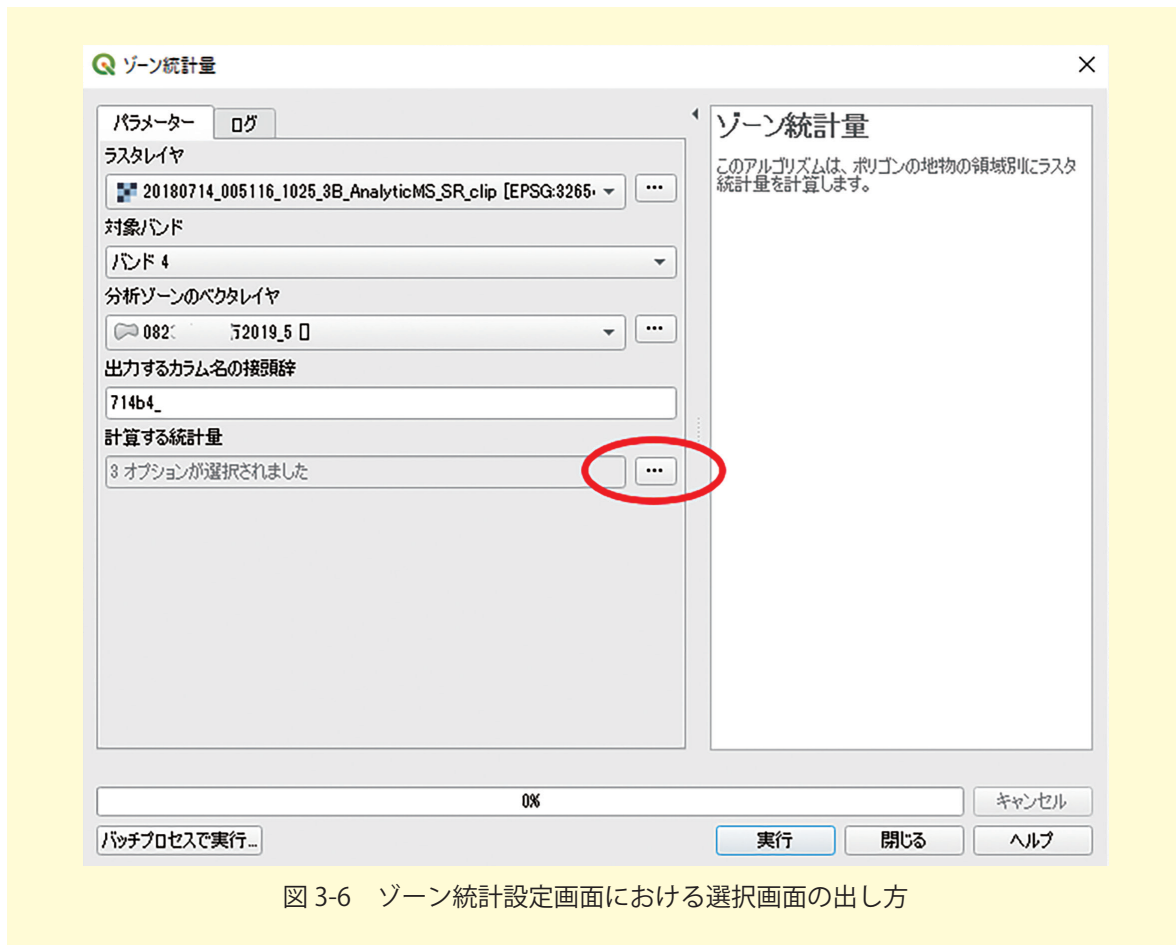 ゾーン統計量
パラメーター
ログ
ラスタレイヤ
20180714_005116_1025_3B_AnalyticMS_SR_clip [EPSG:3265
...
対象バンド
バンド 4
分析ゾーンのベクタレイヤ
082 2019_5
...
出力するカラム名の接頭辞
714b4_
計算する統計量
3 オプションが選択されました
...
ゾーン統計量
このアルゴリズムは、ポリゴンの地物の領域別にラスタ
統計量を計算します。
0%
キャンセル
バッチプロセスで実行...
実行
閉じる
ヘルプ
図 3-6　ゾーン統計設定画面における選択画面の出し方